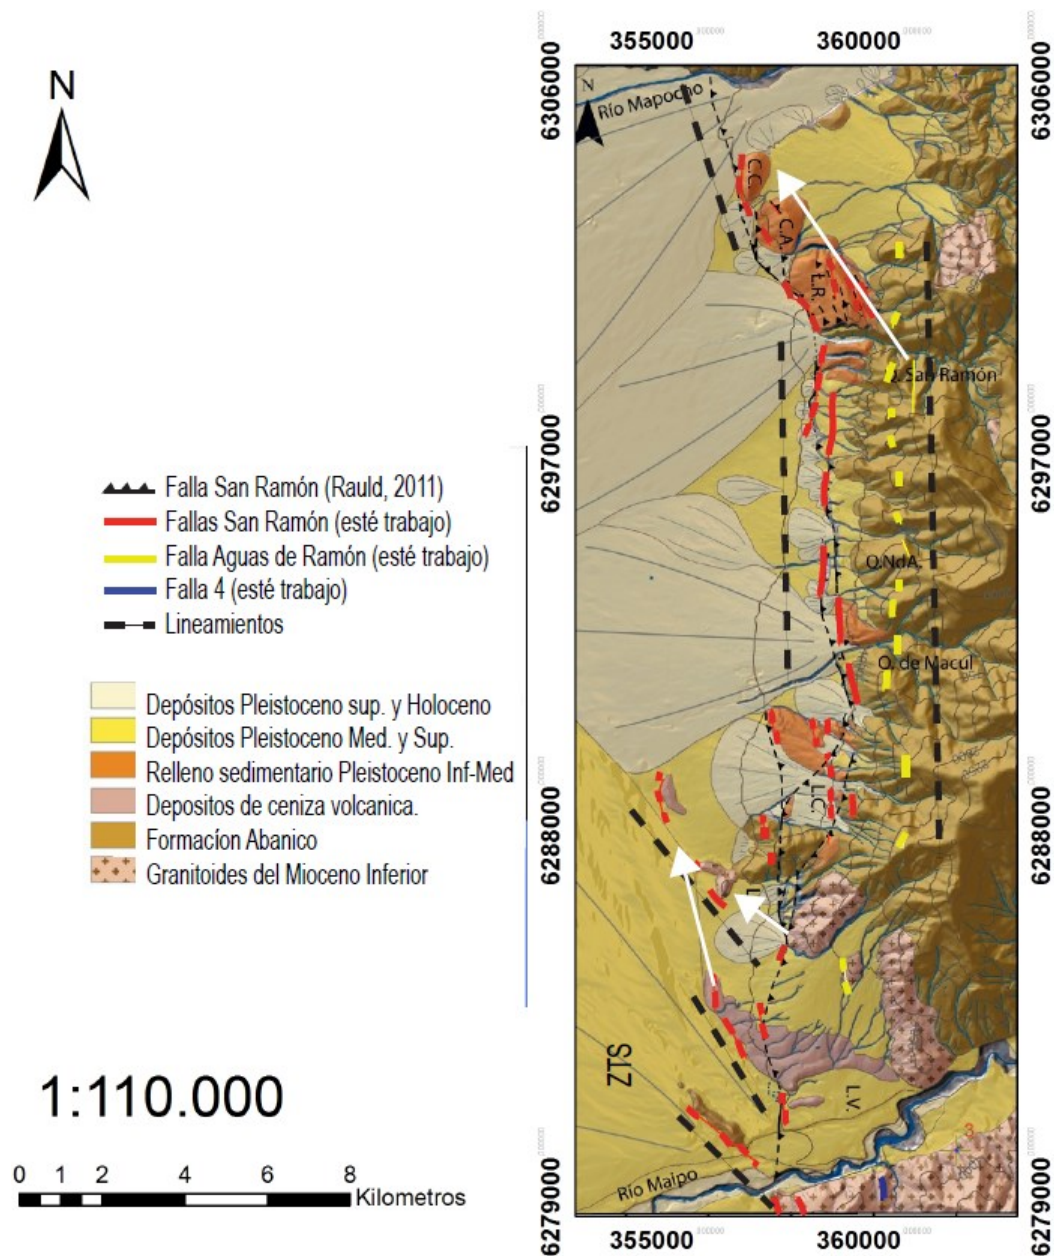 355000
360000
N
6306000
6306000
N
Río Mapocho
C.C.
C.A.
L.R.
Q. San Ramón
6297000
6297000
Falla San Ramón (Rauld, 2011)
Fallas San Ramón (esté trabajo)
Falla Aguas de Ramón (esté trabajo)
Falla 4 (esté trabajo)
Lineamientos
Q.NdA.
Q. de Macul
Depósitos Pleistoceno sup. y Holoceno
Depósitos Pleistoceno Med. y Sup.
Relleno sedimentario Pleistoceno Inf-Med
Depositos de ceniza volcanica.
Formacíon Abanico
Granitoides del Mioceno Inferior
L.C.
6288000
6288000
ZTS
1:110.000
L.V.
3
0 1 2 4 6 8
Kilometros
Río Maipo
6279000
6279000
355000
360000